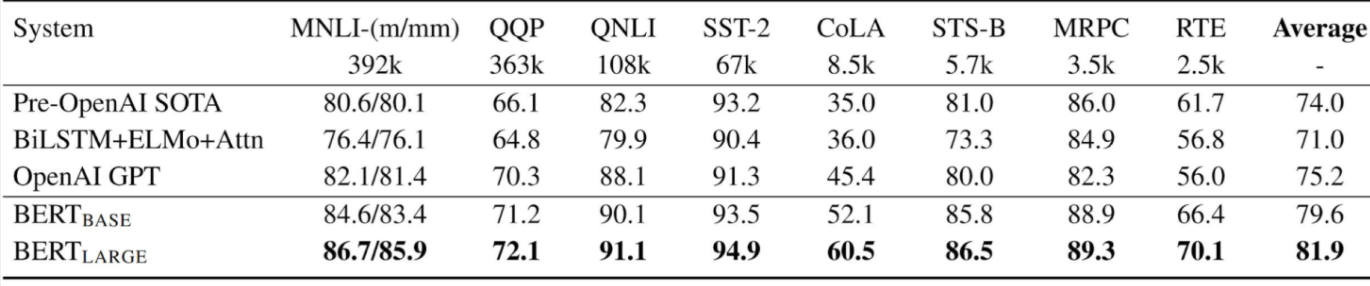 System MNLI-(m/mm) QQP QNLI SST-2 CoLA STS-B MRPC RTE Average
392k 363k 108k 67k 8.5k 5.7k 3.5k 2.5k -
Pre-OpenAI SOTA 80.6/80.1 66.1 82.3 93.2 35.0 81.0 86.0 61.7 74.0
BiLSTM+ELMo+Attn 76.4/76.1 64.8 79.9 90.4 36.0 73.3 84.9 56.8 71.0
OpenAI GPT 82.1/81.4 70.3 88.1 91.3 45.4 80.0 82.3 56.0 75.2
BERTBASE 84.6/83.4 71.2 90.1 93.5 52.1 85.8 88.9 66.4 79.6
BERTLARGE 86.7/85.9 72.1 91.1 94.9 60.5 86.5 89.3 70.1 81.9